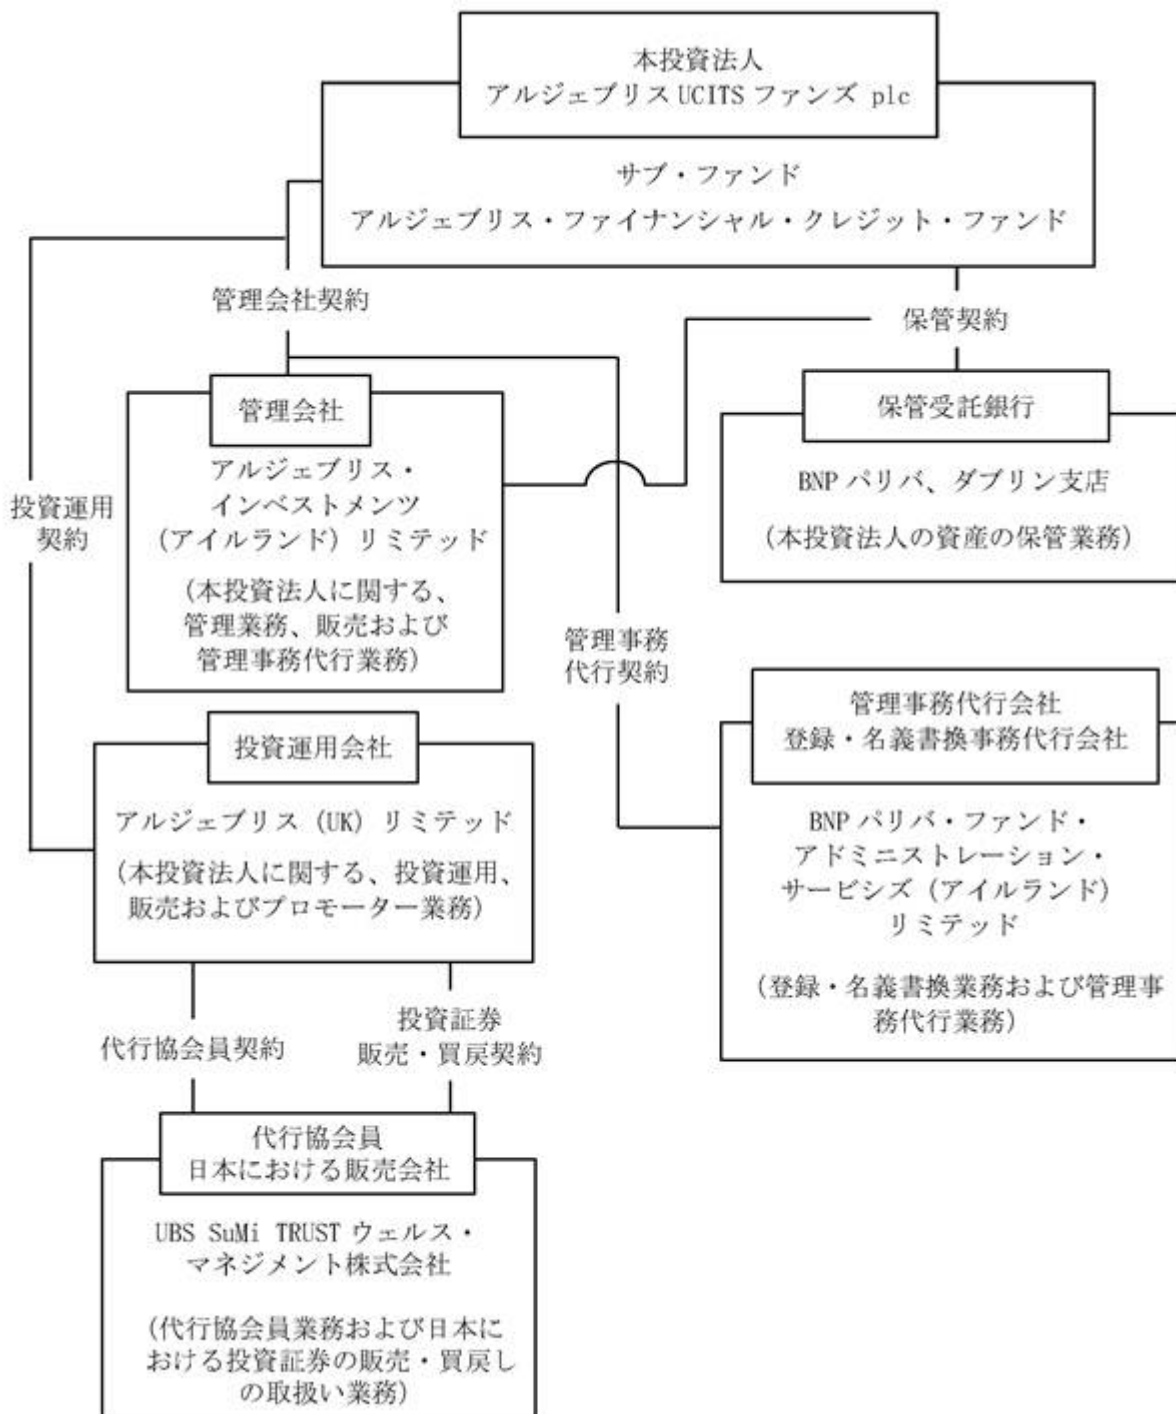 本投資法人
アルジェブリス UCITS ファンズ plc
サブ・ファンド
アルジェブリス・ファイナンシャル・クレジット・ファンド
管理会社契約
保管契約
管理会社
アルジェブリス・
インベストメンツ
(アイルランド) リミテッド
(本投資法人に関する、
管理業務、販売および
管理事務代行業務)
保管受託銀行
BNP パリバ、ダブリン支店
(本投資法人の資産の保管業務)
投資運用
契約
管理事務
代行契約
管理事務代行会社
登録・名義書換事務代行会社
BNP パリバ・ファンド・
アドミニストレーション・
サービシズ (アイルランド)
リミテッド
(登録・名義書換業務および管理事
務代行業務)
投資運用会社
アルジェブリス (UK) リミテッド
(本投資法人に関する、投資運用、
販売およびプロモーター業務)
代行協会員契約
投資証券
販売・買戻契約
代行協会員
日本における販売会社
UBS SuMi TRUST ウェルス・
マネジメント株式会社
(代行協会員業務および日本に
おける投資証券の販売・買戻し
の取扱い業務)